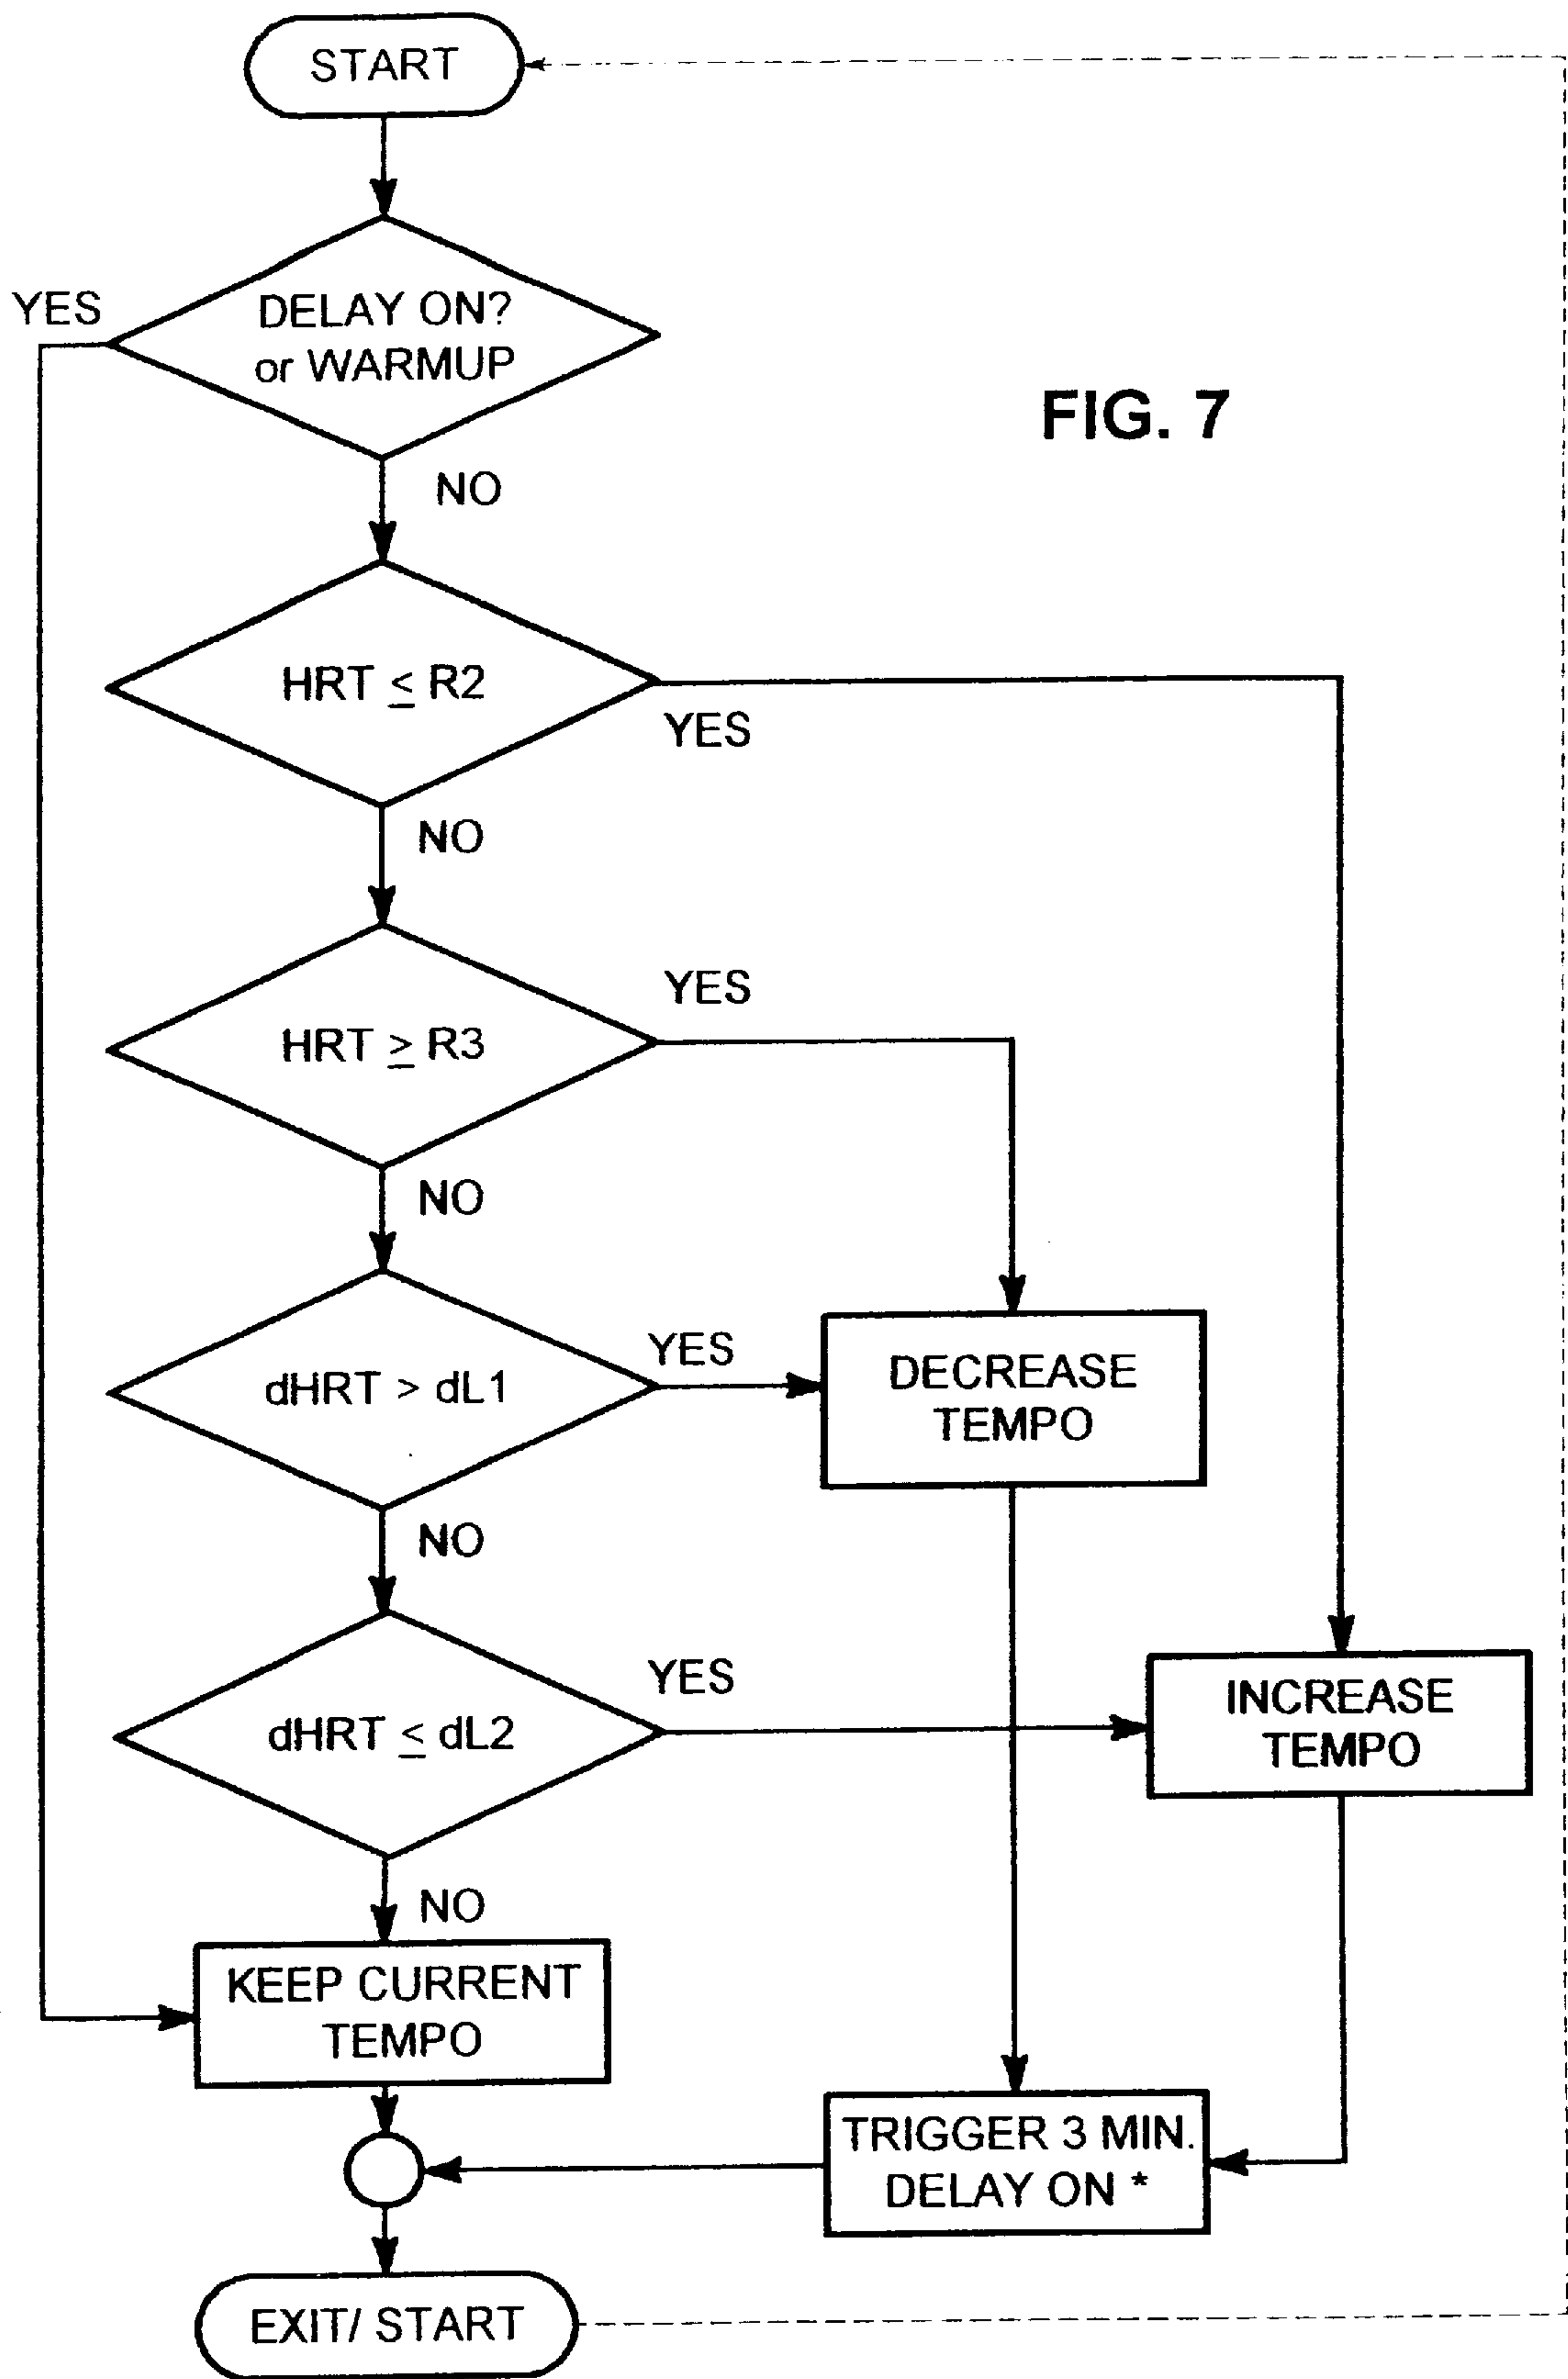 START
YES
DELAY ON?
or WARMUP
FIG. 7
NO
HRT ≤ R2
YES
NO
YES
HRT ≥ R3
NO
YES
dHRT > dL1
DECREASE
TEMPO
NO
YES
dHRT ≤ dL2
INCREASE
TEMPO
NO
KEEP CURRENT
TEMPO
TRIGGER 3 MIN.
DELAY ON *
EXIT/ START